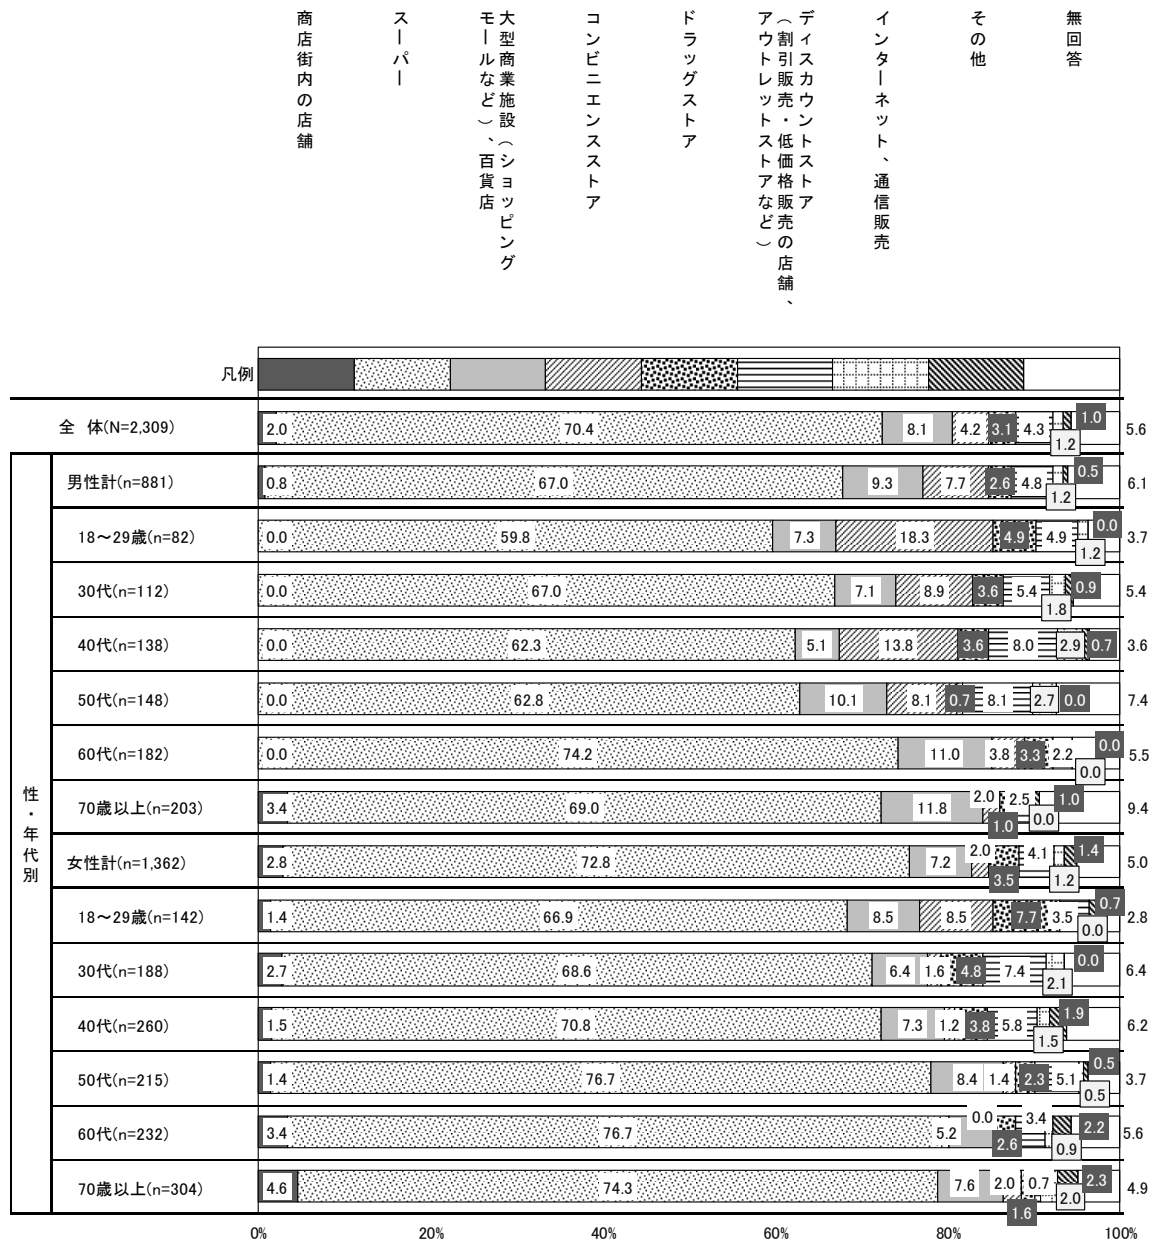 商店街内の店舗
スーパー
大型商業施設（ショッピング
モールなど）、百貨店
コンビニエンスストア
ドラッグストア
ディスカウントストア
（割引販売・低価格販売の店舗、
アウトレットストアなど）
インターネット、通信販売
その他
無回答
凡例
全 体(N=2,309) 2.0 70.4 8.1 4.2 3.1 4.3 1.2 1.0 5.6
性・年代別
男性計(n=881) 0.8 67.0 9.3 7.7 2.6 4.8 1.2 0.5 6.1
18～29歳(n=82) 0.0 59.8 7.3 18.3 4.9 4.9 1.2 0.0 3.7
30代(n=112) 0.0 67.0 7.1 8.9 3.6 5.4 1.8 0.9 5.4
40代(n=138) 0.0 62.3 5.1 13.8 3.6 8.0 2.9 0.7 3.6
50代(n=148) 0.0 62.8 10.1 8.1 0.7 8.1 2.7 0.0 7.4
60代(n=182) 0.0 74.2 11.0 3.8 3.3 2.2 0.0 0.0 5.5
70歳以上(n=203) 3.4 69.0 11.8 2.0 1.0 2.5 0.0 1.0 9.4
女性計(n=1,362) 2.8 72.8 7.2 2.0 3.5 4.1 1.2 1.4 5.0
18～29歳(n=142) 1.4 66.9 8.5 8.5 7.7 3.5 0.0 0.7 2.8
30代(n=188) 2.7 68.6 6.4 1.6 4.8 7.4 2.1 0.0 6.4
40代(n=260) 1.5 70.8 7.3 1.2 3.8 5.8 1.5 1.9 6.2
50代(n=215) 1.4 76.7 8.4 1.4 2.3 5.1 0.5 0.5 3.7
60代(n=232) 3.4 76.7 5.2 0.0 2.6 3.4 0.9 2.2 5.6
70歳以上(n=304) 4.6 74.3 7.6 2.0 1.6 0.7 2.0 2.3 4.9
0% 20% 40% 60% 80% 100%